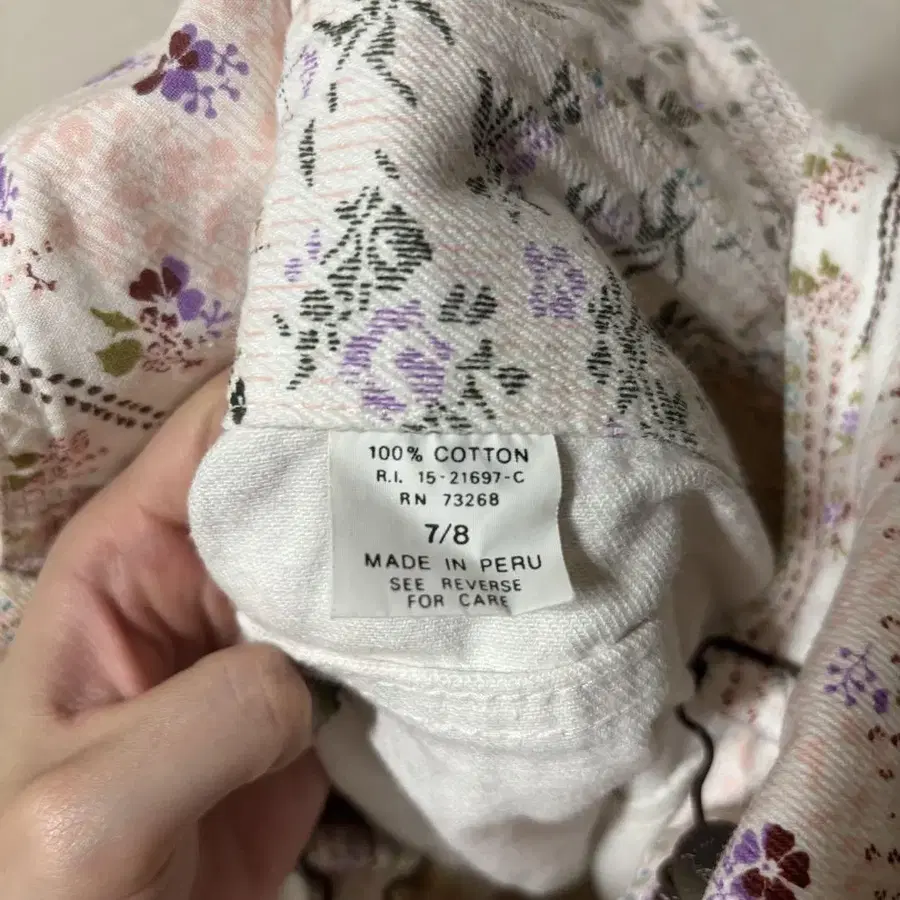 100% COTTON
R.I. 15-21697-C
RN 73268
7/8
MADE IN PERU
SEE REVERSE
FOR CARE